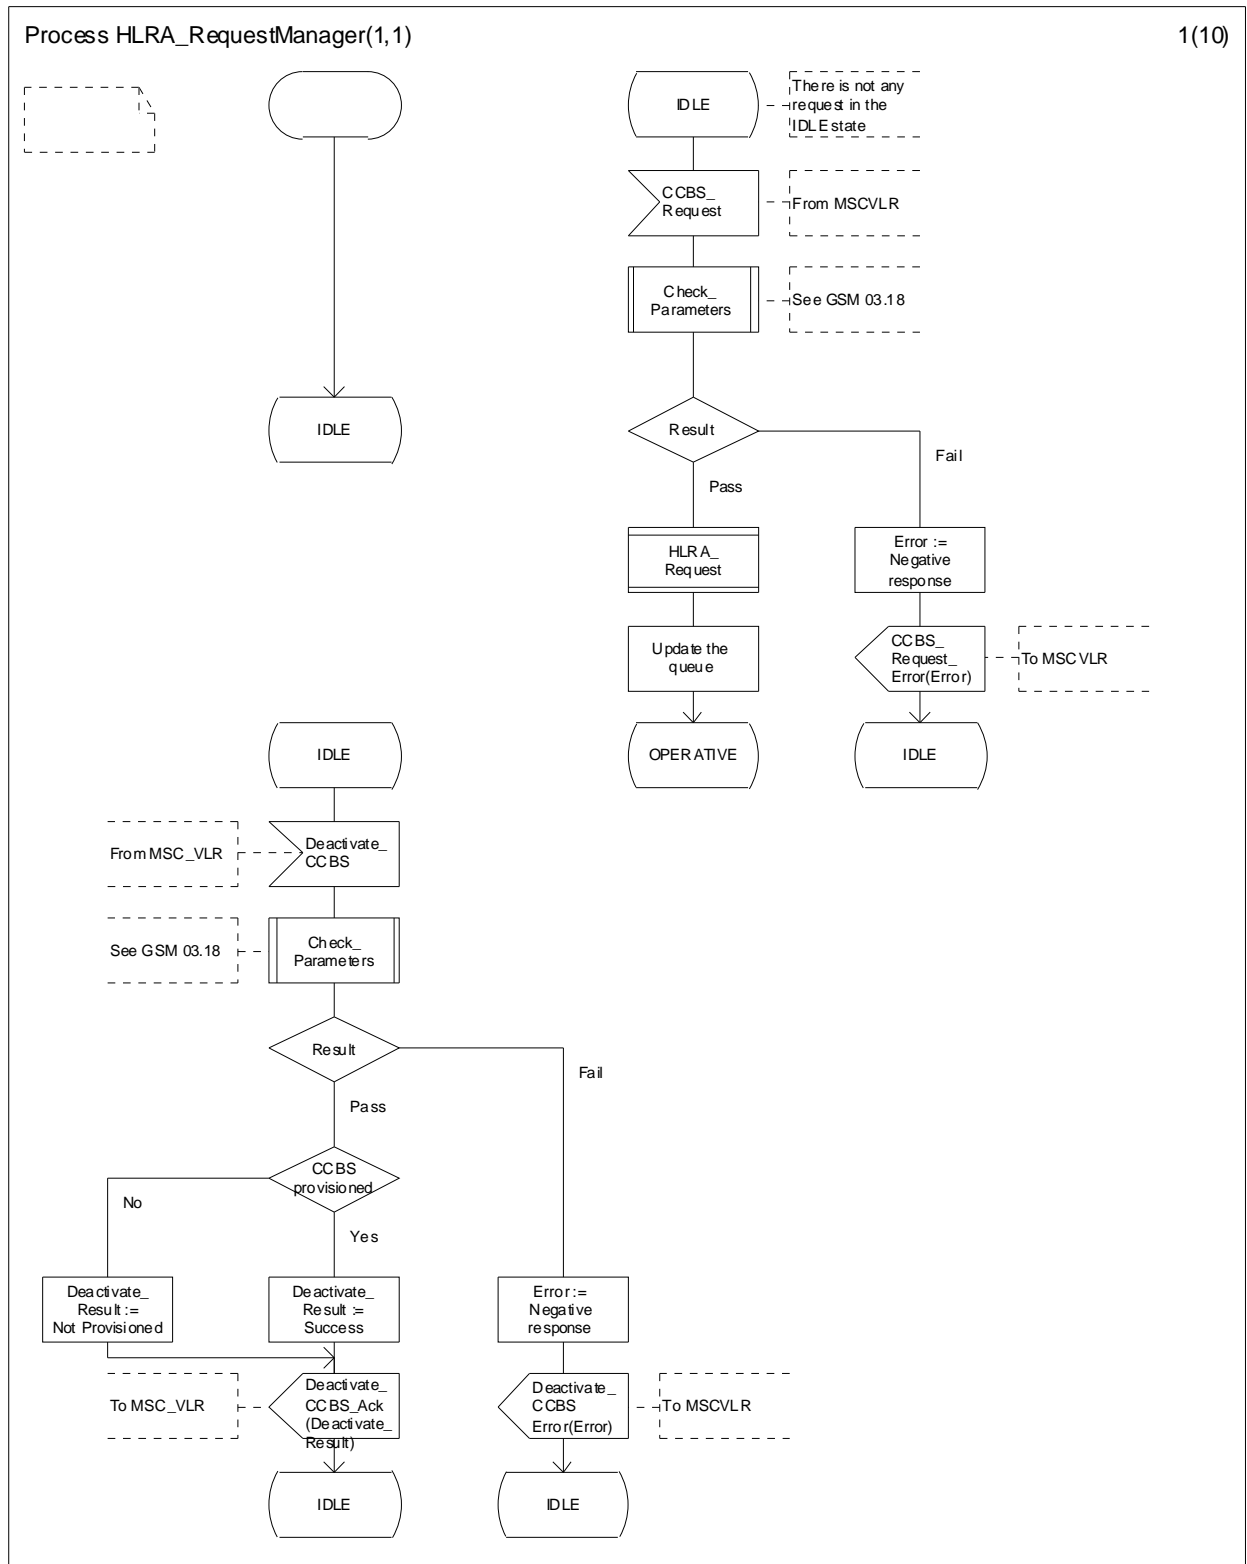 Process HLRA_RequestManager(1,1)
1(10)
IDLE
IDLE
There is not any
request in the
IDLE state
CCBS_
Request
From MSCVLR
Check_
Parameters
See GSM 03.18
Result
Fail
Pass
HLRA_
Request
Error :=
Negative
response
Update the
queue
CCBS_
Request_
Error(Error)
To MSCVLR
OPERATIVE
IDLE
IDLE
From MSC_VLR
Deactivate_
CCBS
See GSM 03.18
Check_
Parameters
Result
Fail
Pass
CCBS
provisioned
No
Yes
Deactivate_
Result :=
Not Provisioned
Deactivate_
Result :=
Success
Error :=
Negative
response
To MSC_VLR
Deactivate_
CCBS_Ack
(Deactivate_
Result)
Deactivate_
CCBS
Error(Error)
To MSCVLR
IDLE
IDLE